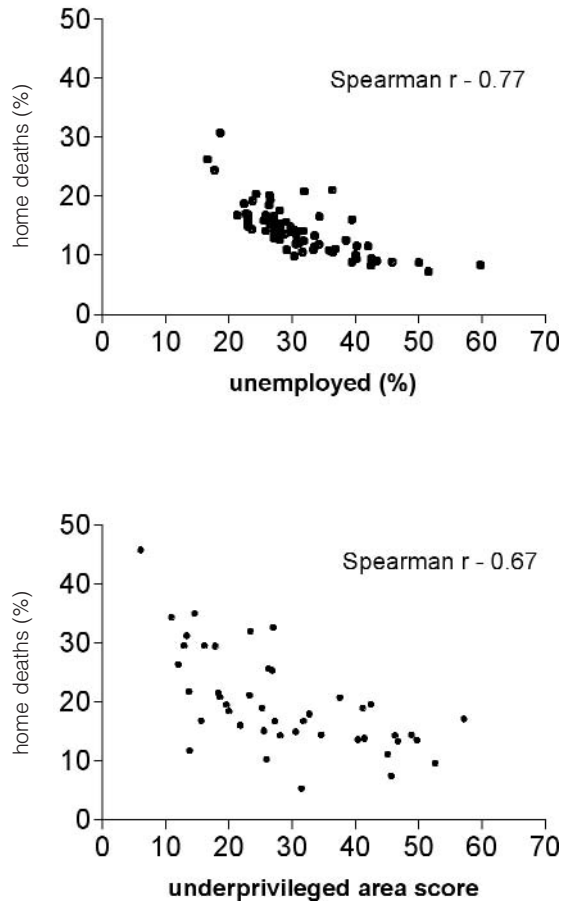 50
40
30
20
10
0
home deaths (%)
Spearman r - 0.77
0 10 20 30 40 50 60 70
unemployed (%)
50
40
30
20
10
0
home deaths (%)
Spearman r - 0.67
0 10 20 30 40 50 60 70
underprivileged area score